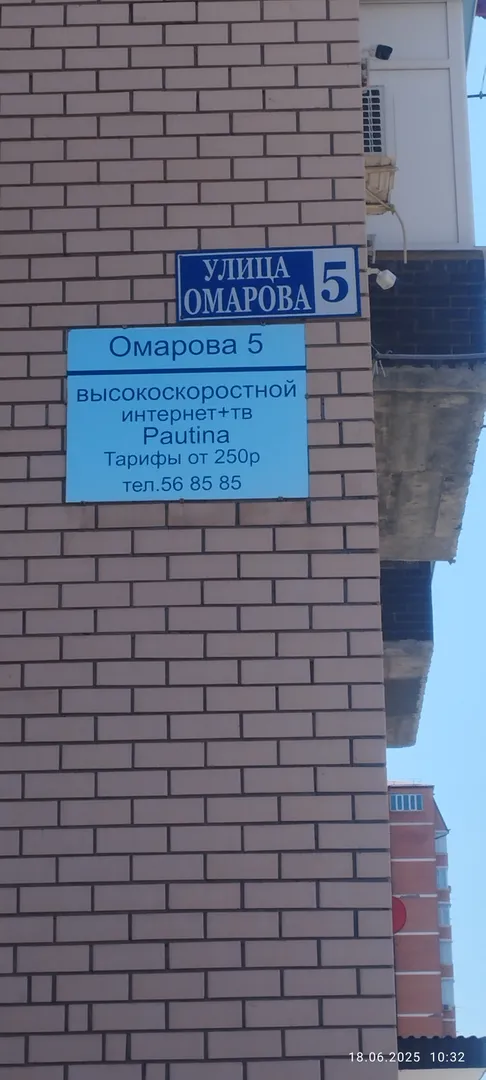 УЛИЦА
ОМАРОВА 5
Омарова 5
высокоскоростной
интернет+тв
Pautina
Тарифы от 250р
тел.56 85 85
18.06.2025 10:32